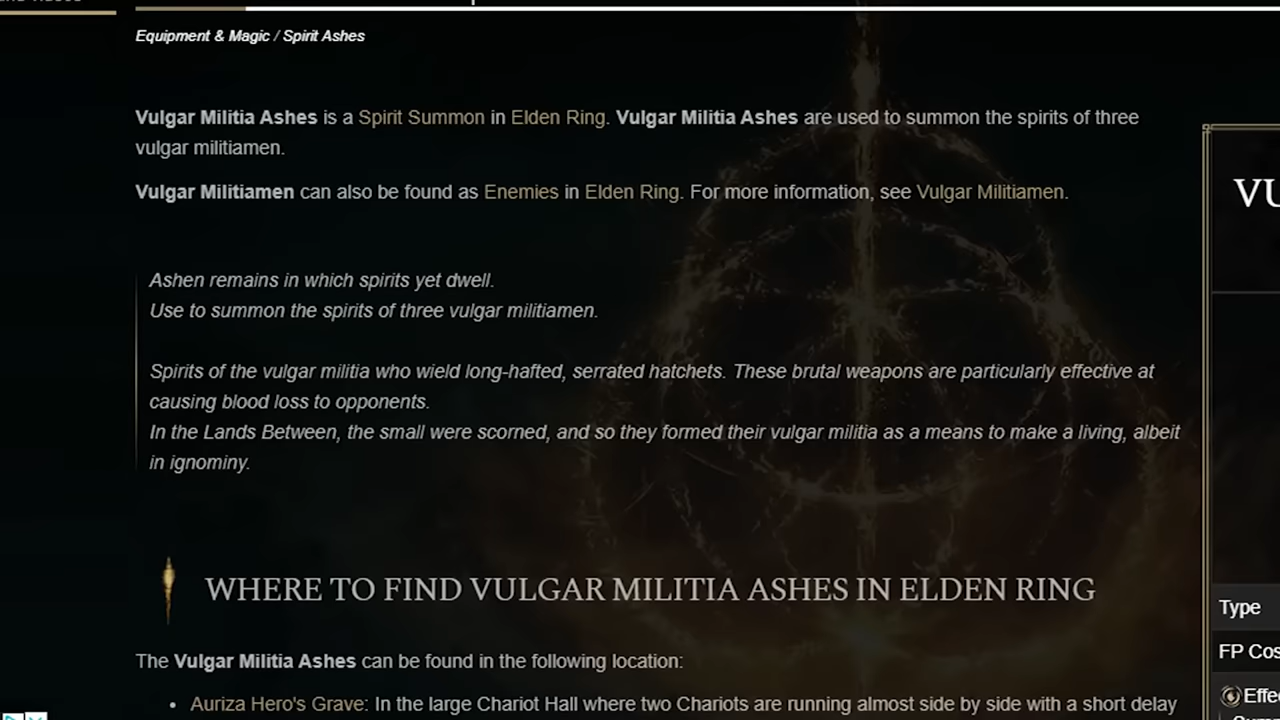 Equipment & Magic / Spirit Ashes
Vulgar Militia Ashes is a Spirit Summon in Elden Ring. Vulgar Militia Ashes are used to summon the spirits of three
vulgar militiamen.
Vulgar Militiamen can also be found as Enemies in Elden Ring. For more information, see Vulgar Militiamen.
VU
Ashen remains in which spirits yet dwell.
Use to summon the spirits of three vulgar militiamen.
Spirits of the vulgar militia who wield long-hafted, serrated hatchets. These brutal weapons are particularly effective at
causing blood loss to opponents.
In the Lands Between, the small were scorned, and so they formed their vulgar militia as a means to make a living, albeit
in ignominy.
WHERE TO FIND VULGAR MILITIA ASHES IN ELDEN RING
Type
The Vulgar Militia Ashes can be found in the following location:
FP Cos
• Auriza Hero's Grave: In the large Chariot Hall where two Chariots are running almost side by side with a short delay
Effe